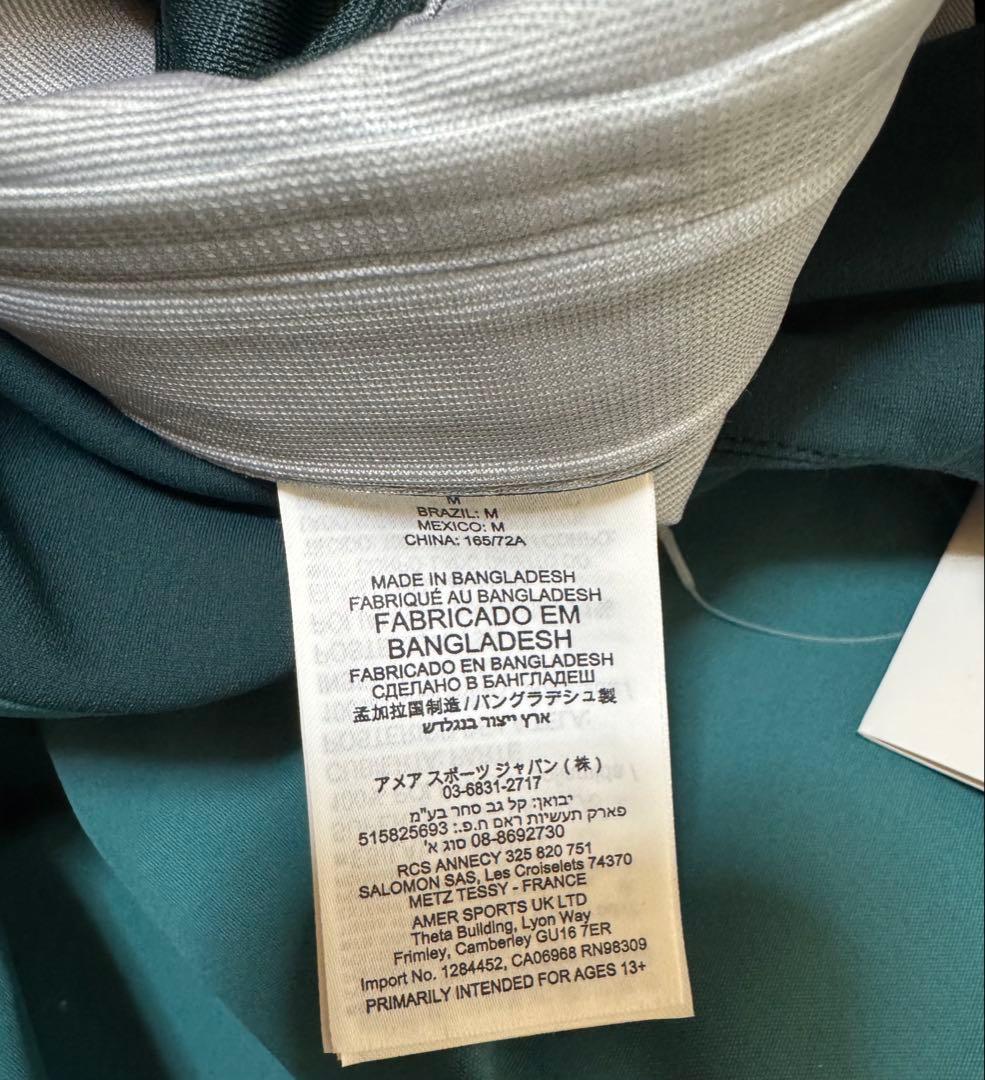 M
BRAZIL: M
MEXICO: M
CHINA: 165/72A
MADE IN BANGLADESH
FABRIQUÉ AU BANGLADESH
FABRICADO EM
BANGLADESH
FABRICADO EN BANGLADESH
СДЕЛАНО В БАНГЛАДЕШ
孟加拉国制造/バングラデシュ製
ארץ ייצור בנגלדש
アメア スポーツ ジャパン (株)
03-6831-2717
יבואן: קל גב סחר בע"מ
פארק תעשיות ראם ח.פ.: 515825693
08-8692730 סוג א'
RCS ANNECY 325 820 751
SALOMON SAS, Les Croiselets 74370
METZ TESSY - FRANCE
AMER SPORTS UK LTD
Theta Building, Lyon Way
Frimley, Camberley GU16 7ER
Import No. 1284452, CA06968 RN98309
PRIMARILY INTENDED FOR AGES 13+